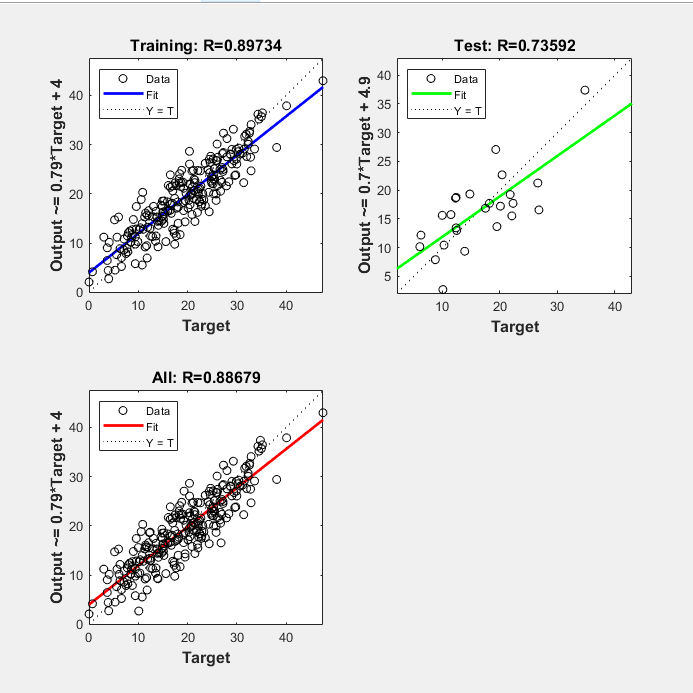 Training: R=0.89734
Output ~= 0.79*Target + 4
40
30
20
10
0
Data
Fit
Y = T
0 10 20 30 40
Target
Test: R=0.73592
Output ~= 0.7*Target + 4.9
40
35
30
25
20
15
10
5
Data
Fit
Y = T
10 20 30 40
Target
All: R=0.88679
Output ~= 0.79*Target + 4
40
30
20
10
0
Data
Fit
Y = T
0 10 20 30 40
Target